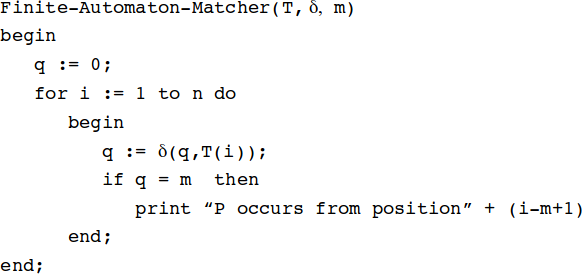 Finite-Automaton-Matcher(T, δ, m)
begin
q := 0;
for i := 1 to n do
begin
q := δ(q,T(i));
if q = m then
print “P occurs from position” + (i-m+1)
end;
end;